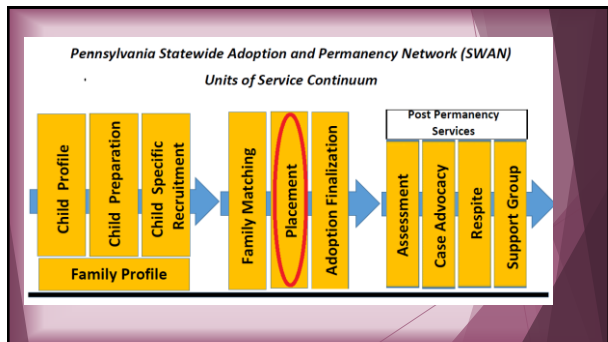 Pennsylvania Statewide Adoption and Permanency Network (SWAN)
Units of Service Continuum
Child Profile
Child Preparation
Child Specific
Recruitment
Family Profile
Family Matching
Placement
Adoption Finalization
Post Permanency
Services
Assessment
Case Advocacy
Respite
Support Group